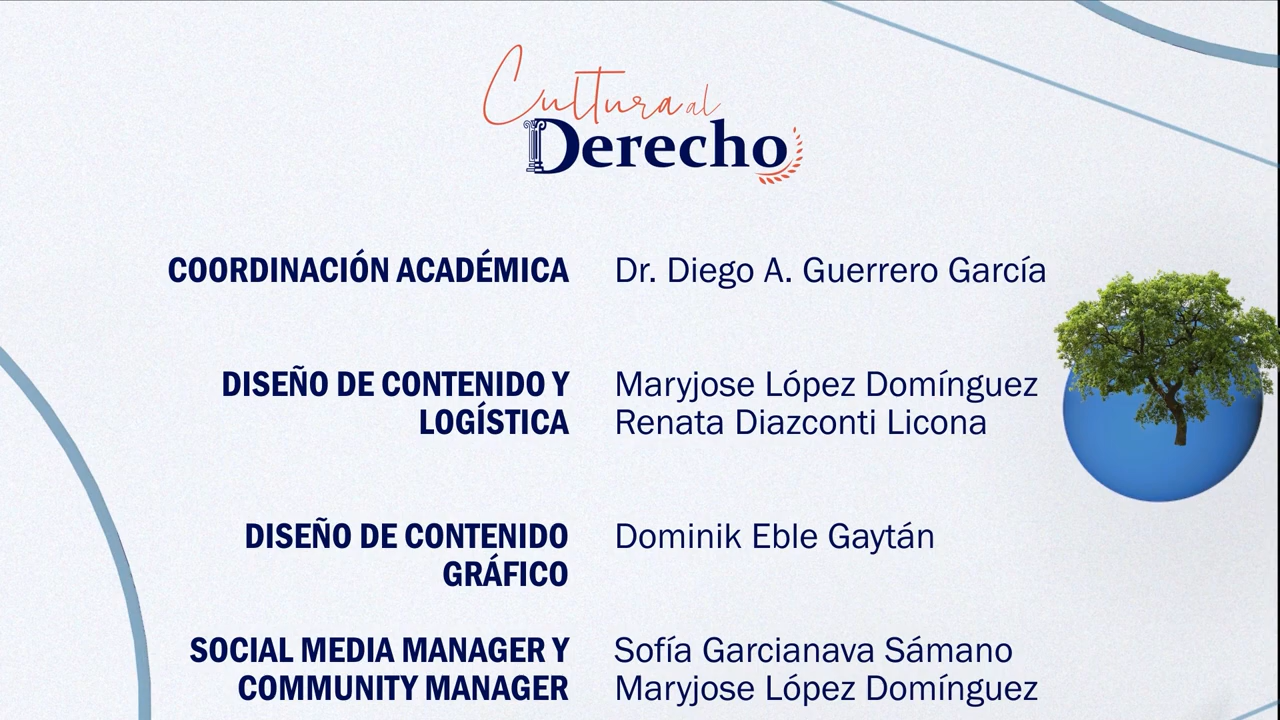 Cultura al
Derecho
COORDINACIÓN ACADÉMICA Dr. Diego A. Guerrero García
DISEÑO DE CONTENIDO Y Maryjose López Domínguez
LOGÍSTICA Renata Diazconti Licona
DISEÑO DE CONTENIDO Dominik Eble Gaytán
GRÁFICO
SOCIAL MEDIA MANAGER Y Sofía Garcianava Sámano
COMMUNITY MANAGER Maryjose López Domínguez